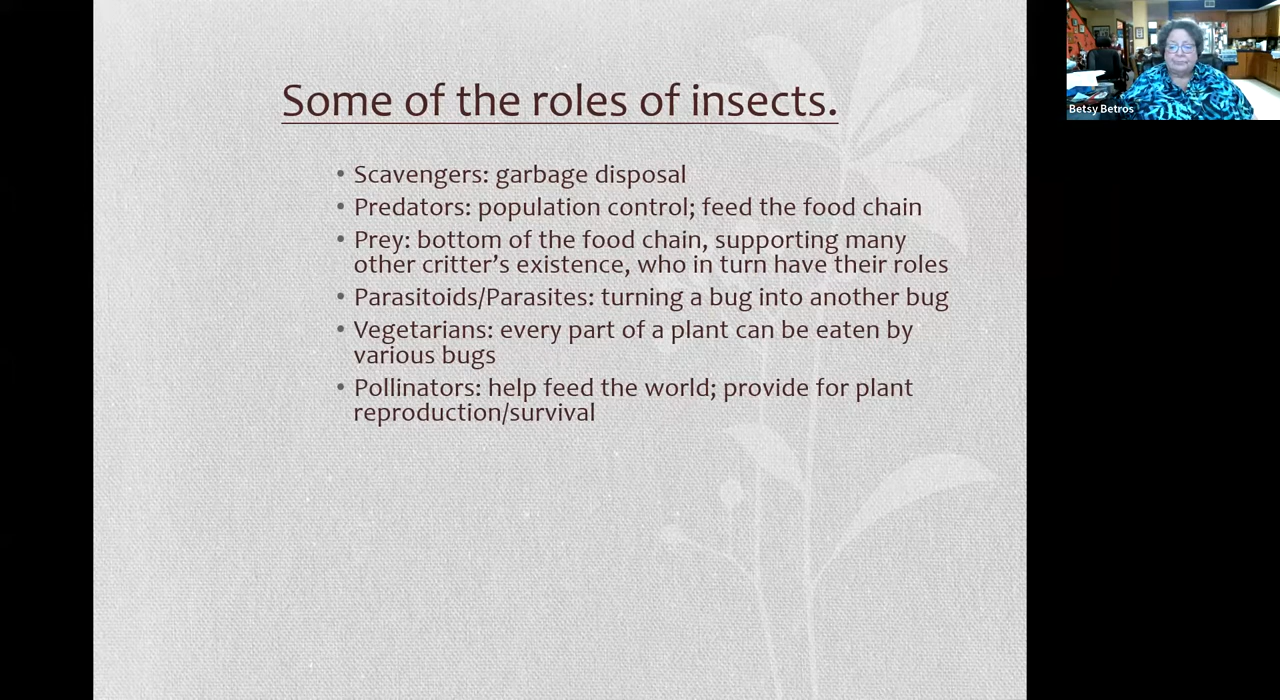 Some of the roles of insects.
• Scavengers: garbage disposal
• Predators: population control; feed the food chain
• Prey: bottom of the food chain, supporting many
other critter’s existence, who in turn have their roles
• Parasitoids/Parasites: turning a bug into another bug
• Vegetarians: every part of a plant can be eaten by
various bugs
• Pollinators: help feed the world; provide for plant
reproduction/survival
Betsy Betros